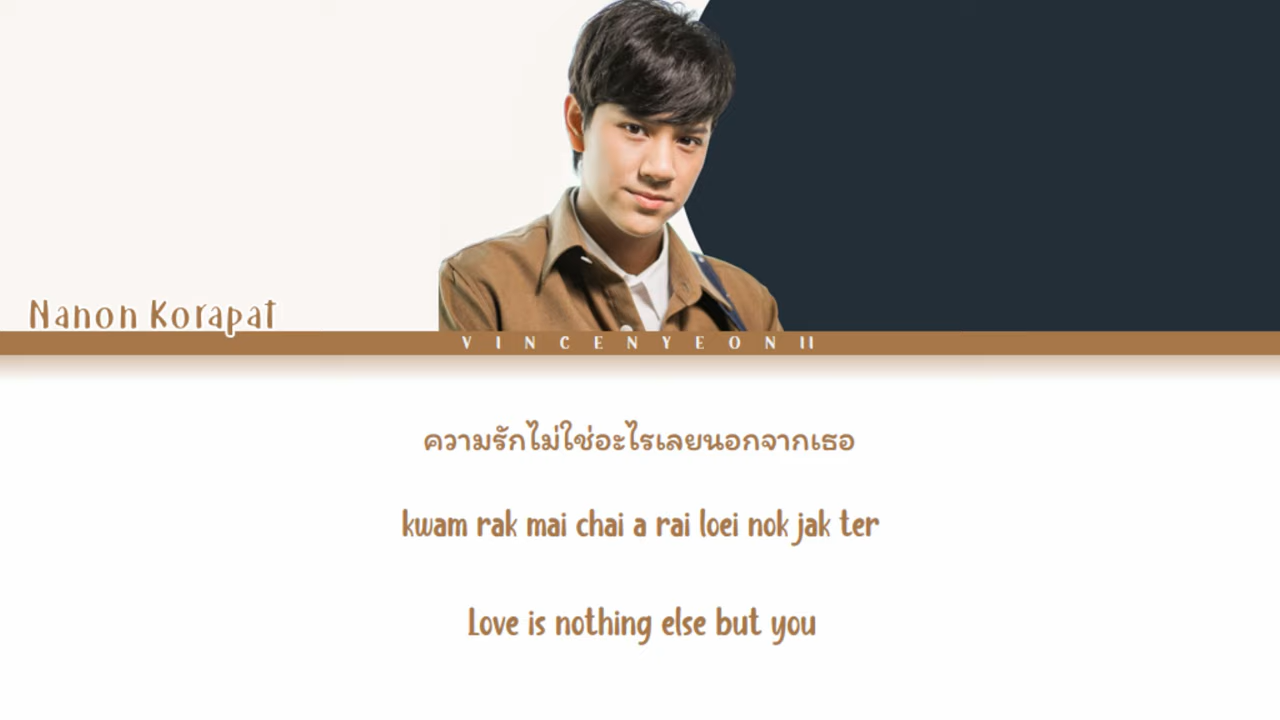 Nanon Korapat
VINCENYEON II
ความรักไม่ใช่อะไรเลยนอกจากเธอ
kwam rak mai chai a rai loei nok jak ter
Love is nothing else but you